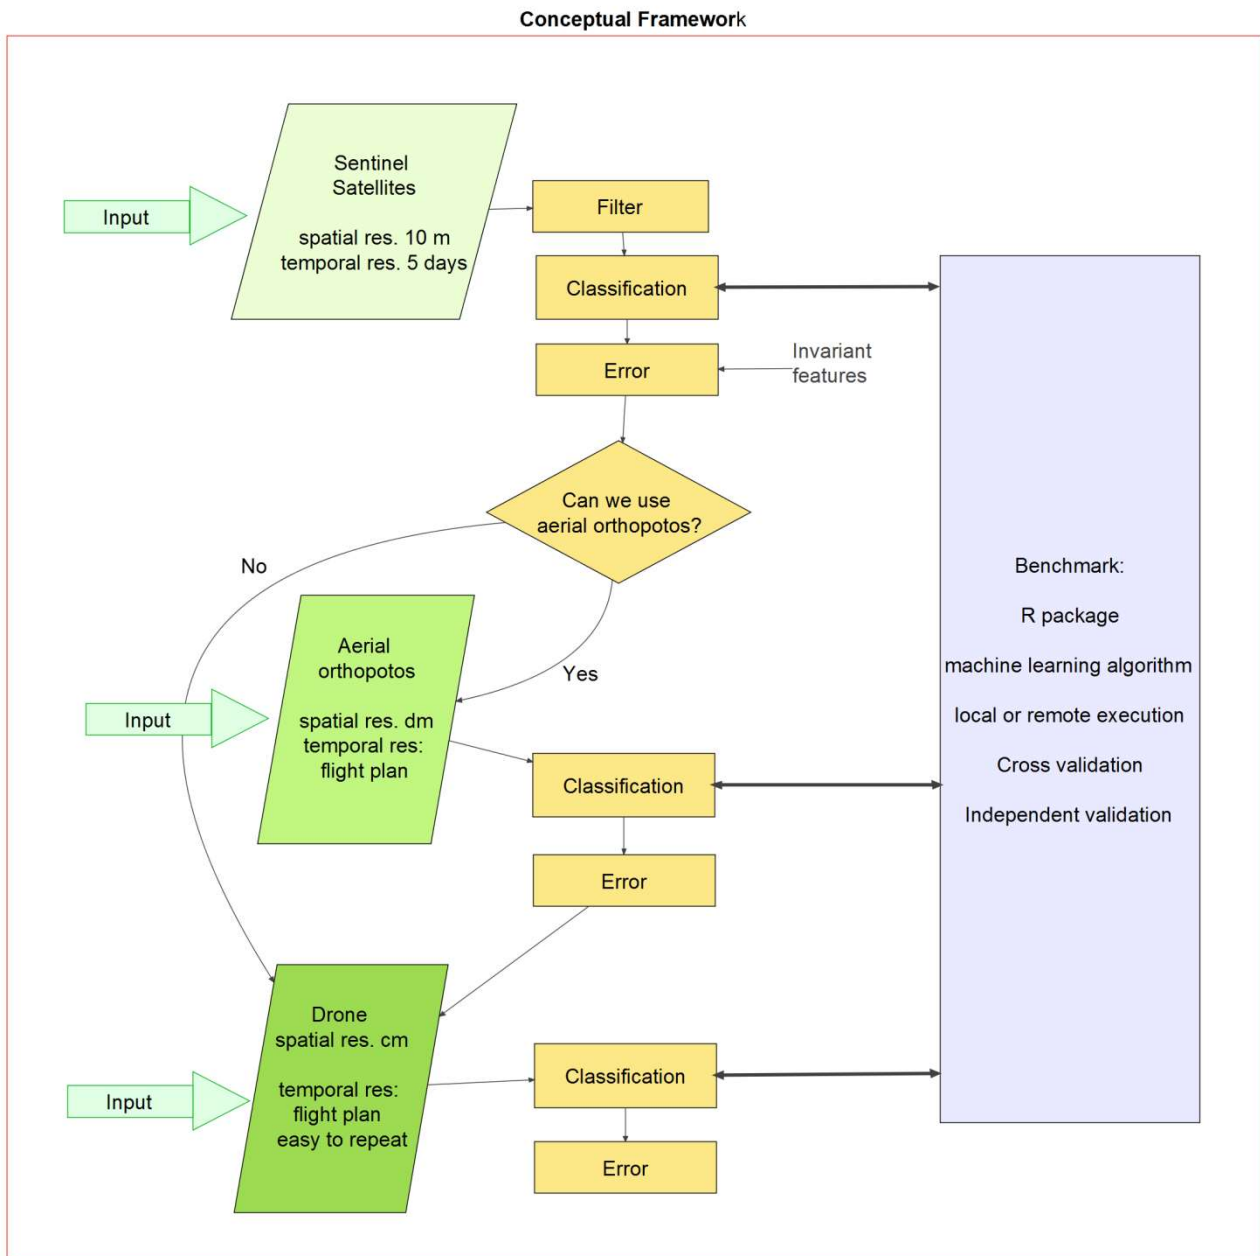 Conceptual Framework
Sentinel
Satellites
spatial res. 10 m
temporal res. 5 days
Input
Filter
Classification
Error
Invariant
features
Can we use
aerial orthopotos?
No
Yes
Aerial
orthopotos
spatial res. dm
temporal res:
flight plan
Input
Classification
Error
Drone
spatial res. cm
temporal res:
flight plan
easy to repeat
Input
Classification
Error
Benchmark:
R package
machine learning algorithm
local or remote execution
Cross validation
Independent validation